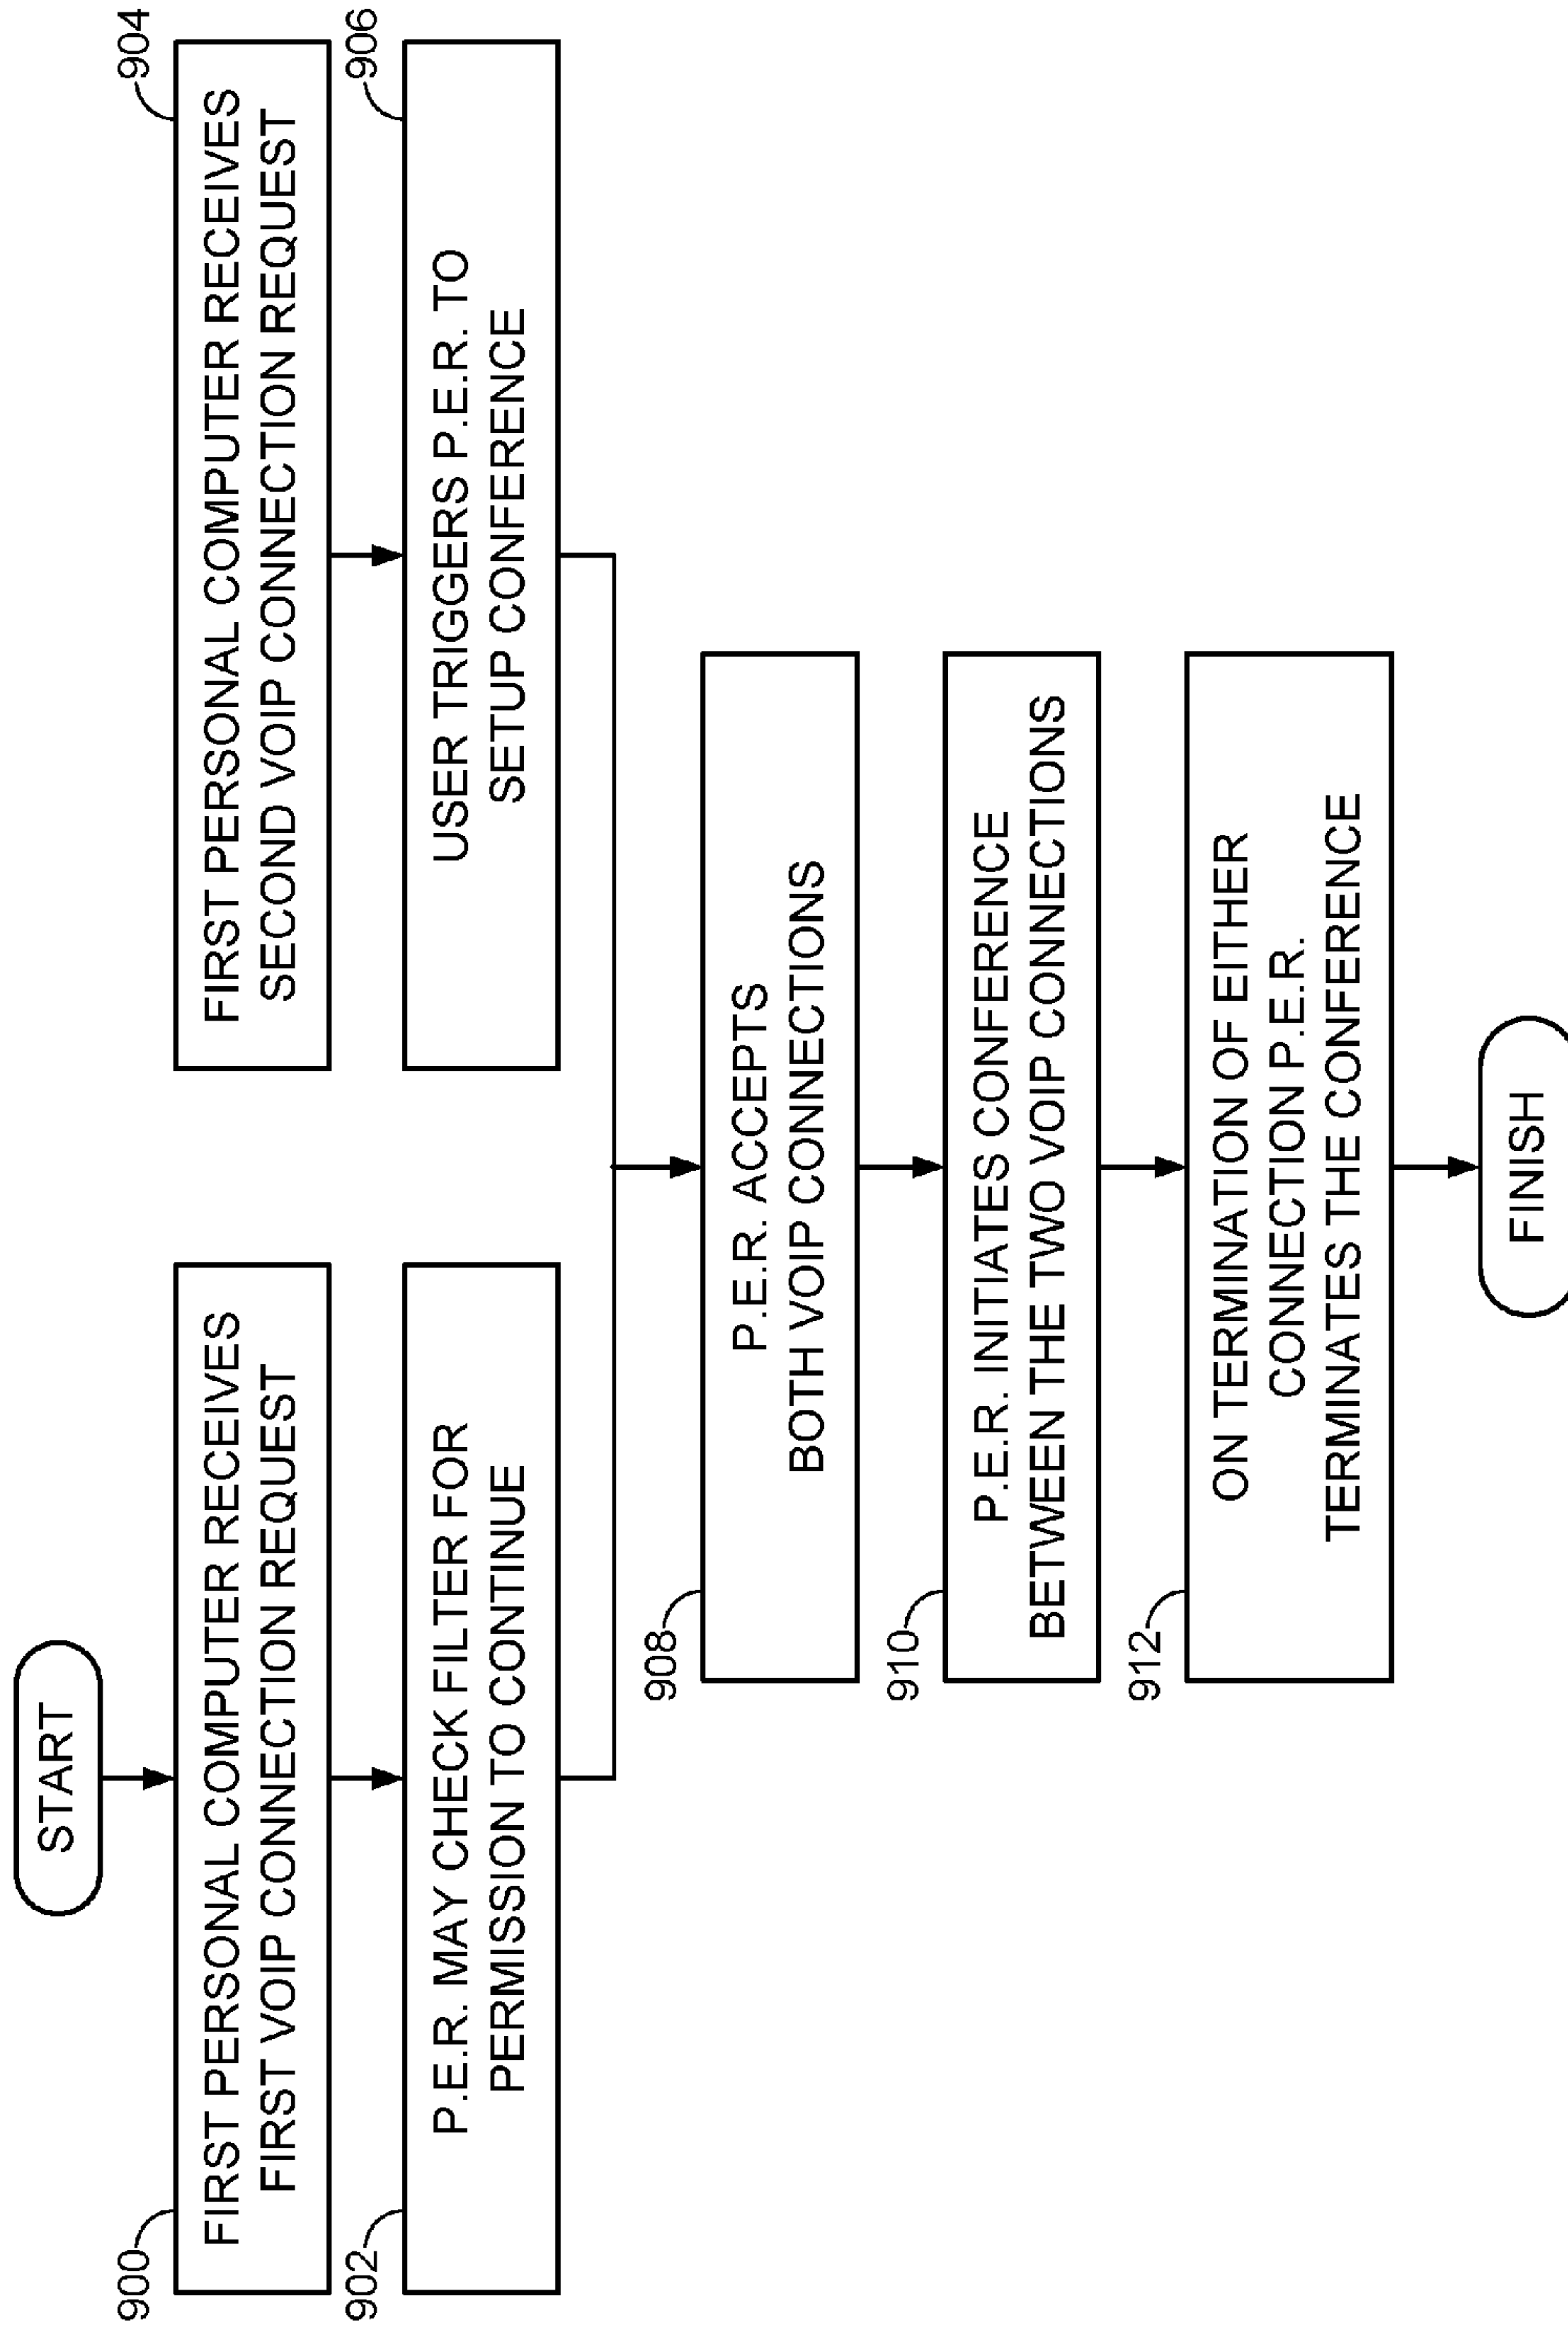 START
900
FIRST PERSONAL COMPUTER RECEIVES
FIRST VOIP CONNECTION REQUEST
902
P.E.R. MAY CHECK FILTER FOR
PERMISSION TO CONTINUE
904
FIRST PERSONAL COMPUTER RECEIVES
SECOND VOIP CONNECTION REQUEST
906
USER TRIGGERS P.E.R. TO
SETUP CONFERENCE
908
P.E.R. ACCEPTS
BOTH VOIP CONNECTIONS
910
P.E.R. INITIATES CONFERENCE
BETWEEN THE TWO VOIP CONNECTIONS
912
ON TERMINATION OF EITHER
CONNECTION P.E.R.
TERMINATES THE CONFERENCE
FINISH